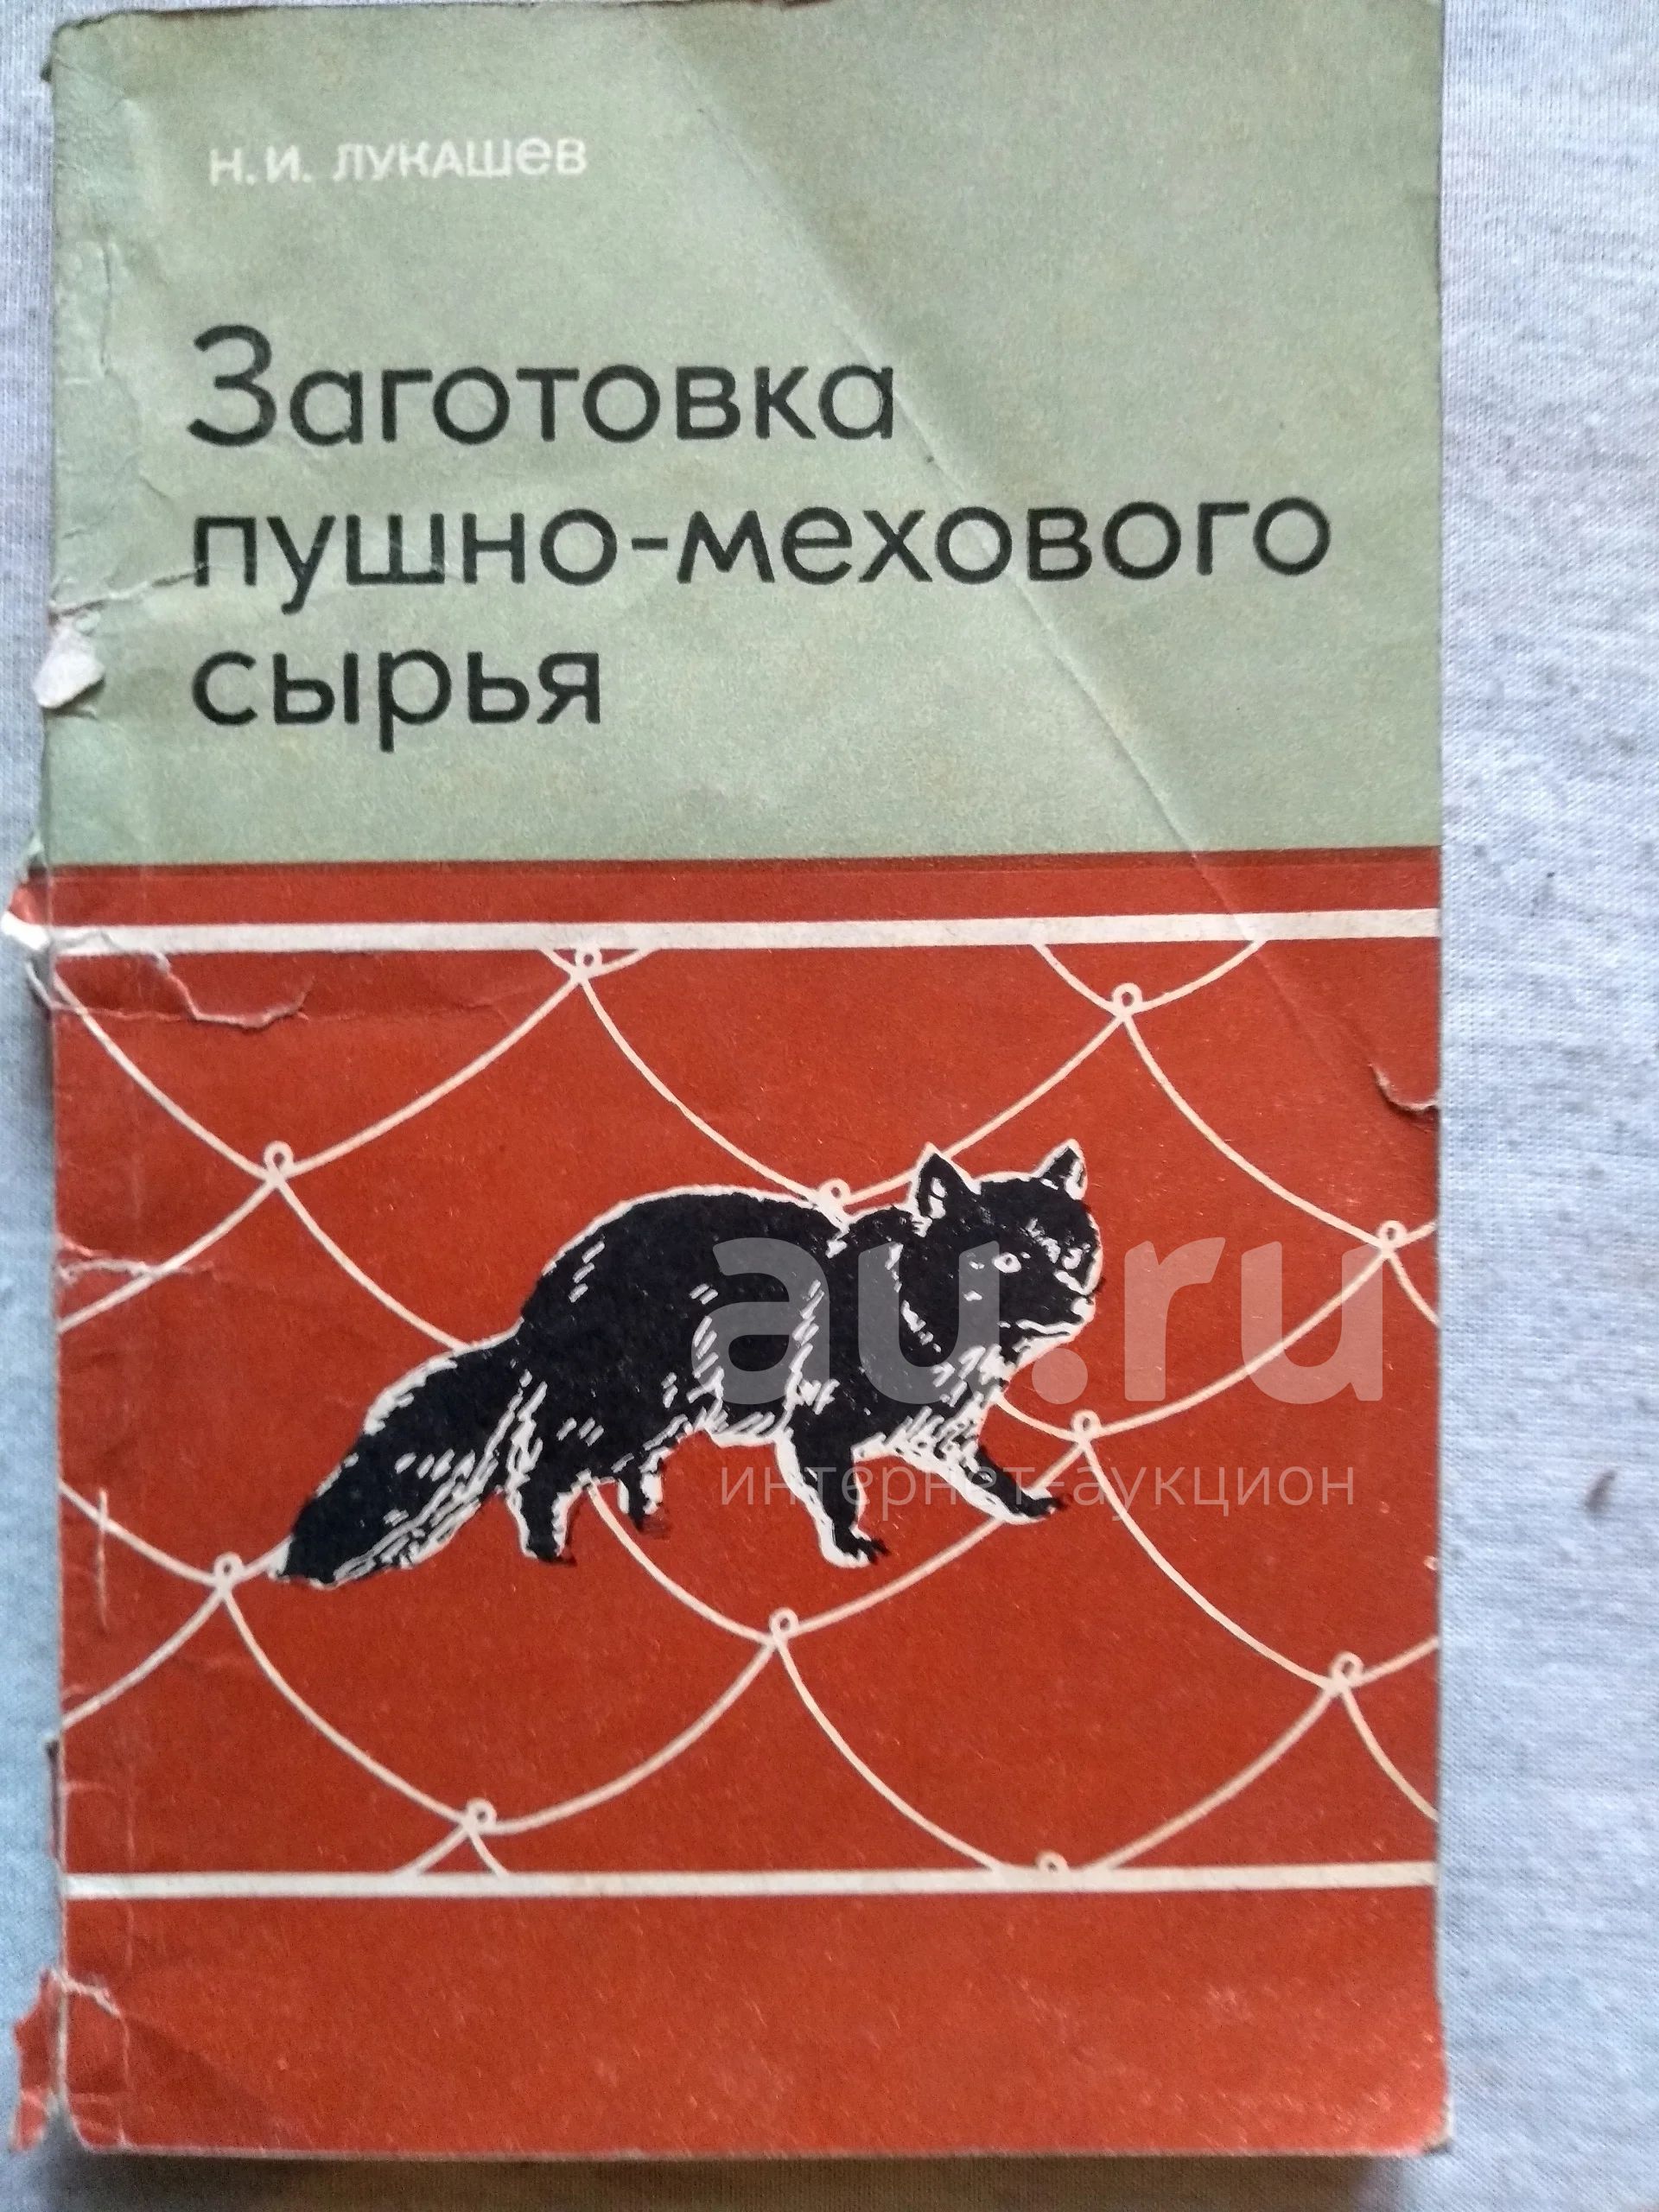 Н. И. ЛУКАШЕВ
Заготовка
пушно-мехового
сырья
au.ru
интернет-аукцион